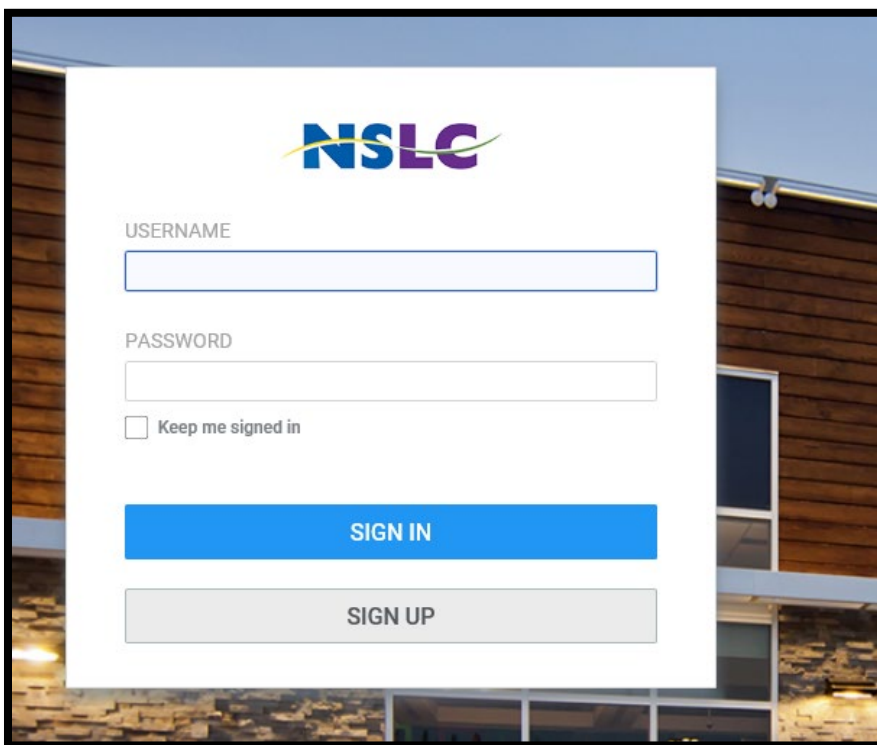 NSLC
USERNAME
PASSWORD
Keep me signed in
SIGN IN
SIGN UP